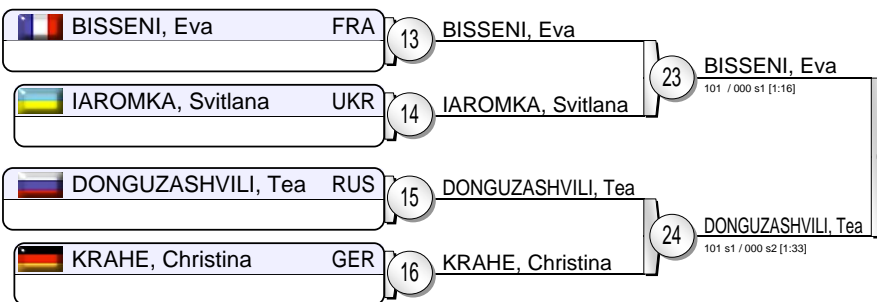 BISSENI, Eva FRA
13
BISSENI, Eva
23
BISSENI, Eva
101 / 000 s1 [1:16]
IAROMKA, Svitlana UKR
14
IAROMKA, Svitlana
DONGUZASHVILI, Tea RUS
15
DONGUZASHVILI, Tea
24
DONGUZASHVILI, Tea
101 s1 / 000 s2 [1:33]
KRAHE, Christina GER
16
KRAHE, Christina